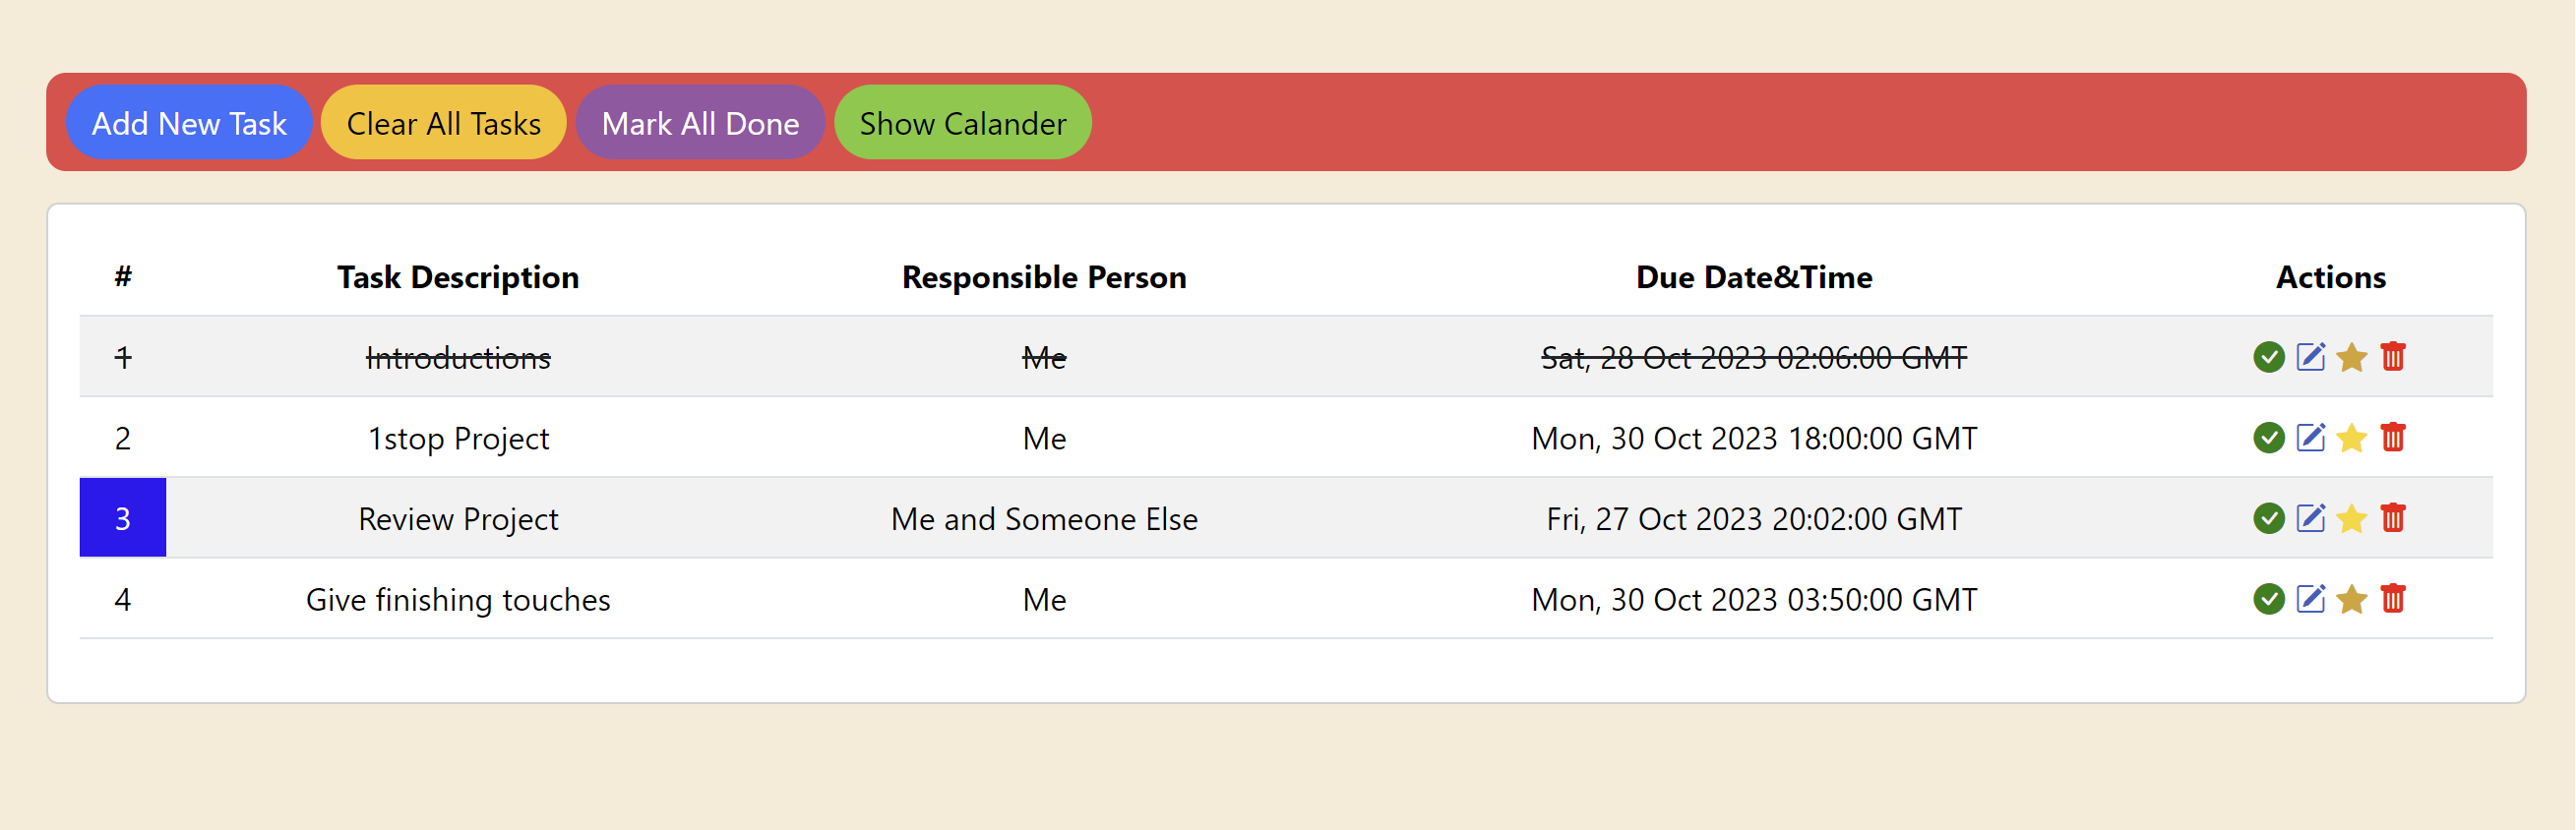 Add New Task Clear All Tasks Mark All Done Show Calander
# Task Description Responsible Person Due Date&Time Actions
1 Introductions Me Sat, 28 Oct 2023 02:06:00 GMT
2 1stop Project Me Mon, 30 Oct 2023 18:00:00 GMT
3 Review Project Me and Someone Else Fri, 27 Oct 2023 20:02:00 GMT
4 Give finishing touches Me Mon, 30 Oct 2023 03:50:00 GMT